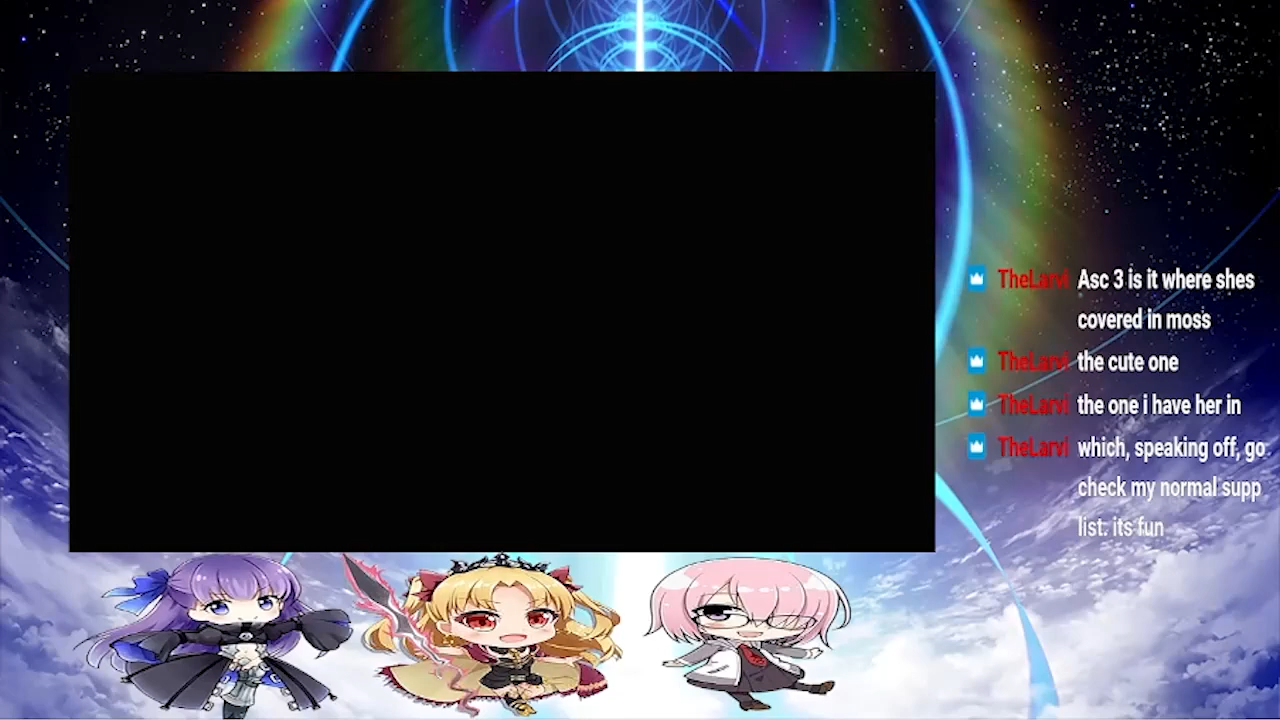 TheLarvi Asc 3 is it where shes
covered in moss
TheLarvi the cute one
TheLarvi the one i have her in
TheLarvi which, speaking off, go
check my normal supp
list. its fun